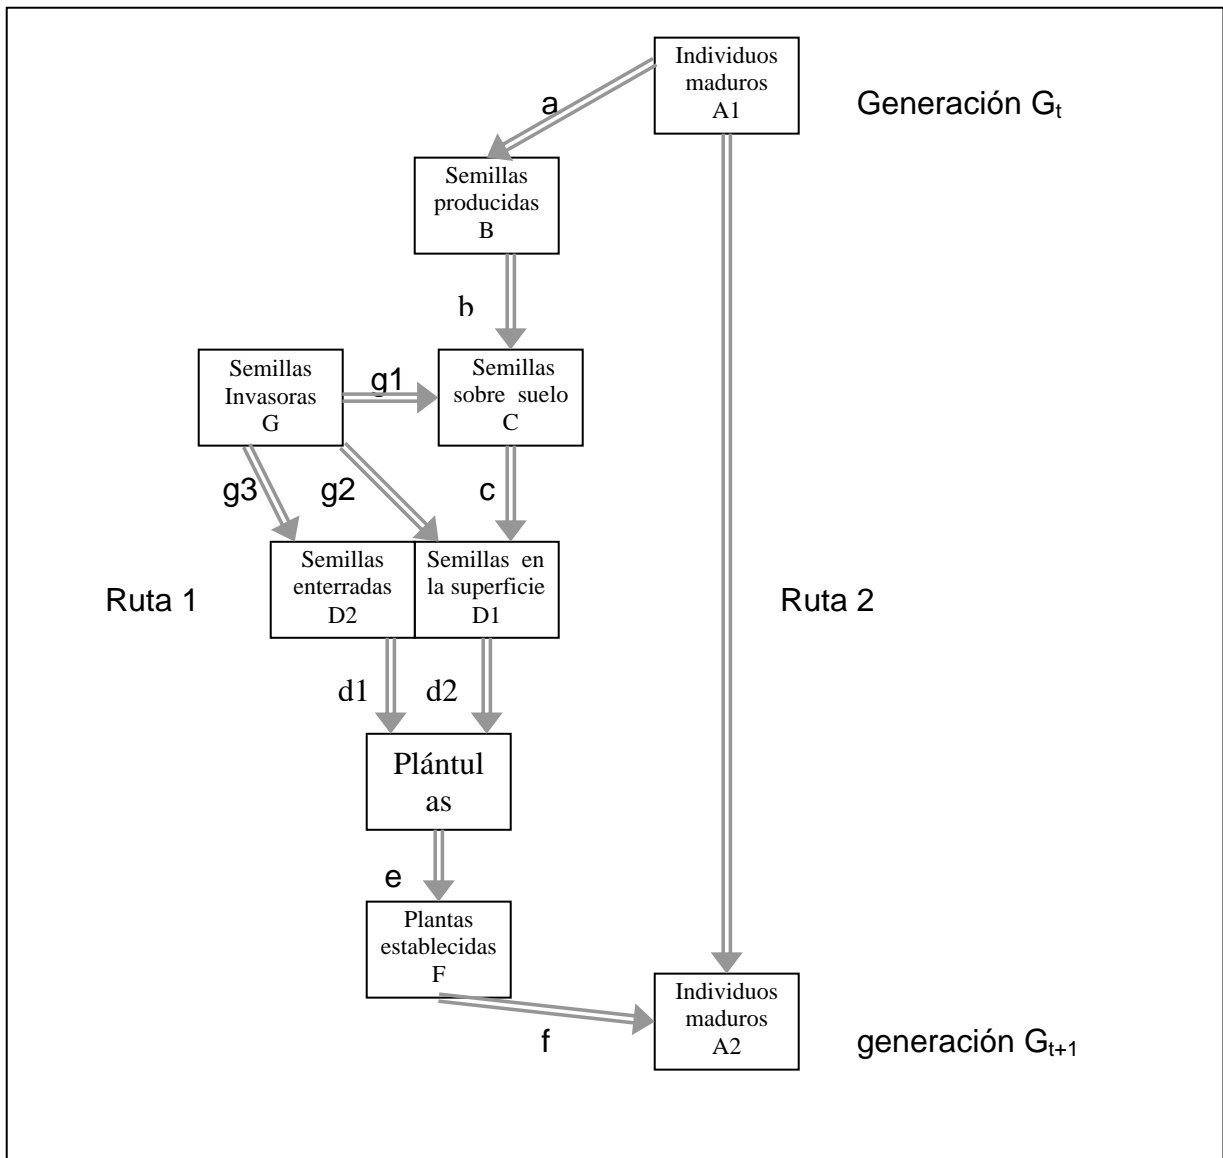 Individuos
maduros
A1
Generación Gt
a
Semillas
producidas
B
b
Semillas
Invasoras
G
g1
Semillas
sobre suelo
C
g3
g2
c
Semillas
enterradas
D2
Semillas en
la superficie
D1
Ruta 1
Ruta 2
d1
d2
Plántul
as
e
Plantas
establecidas
F
f
Individuos
maduros
A2
generación Gt+1